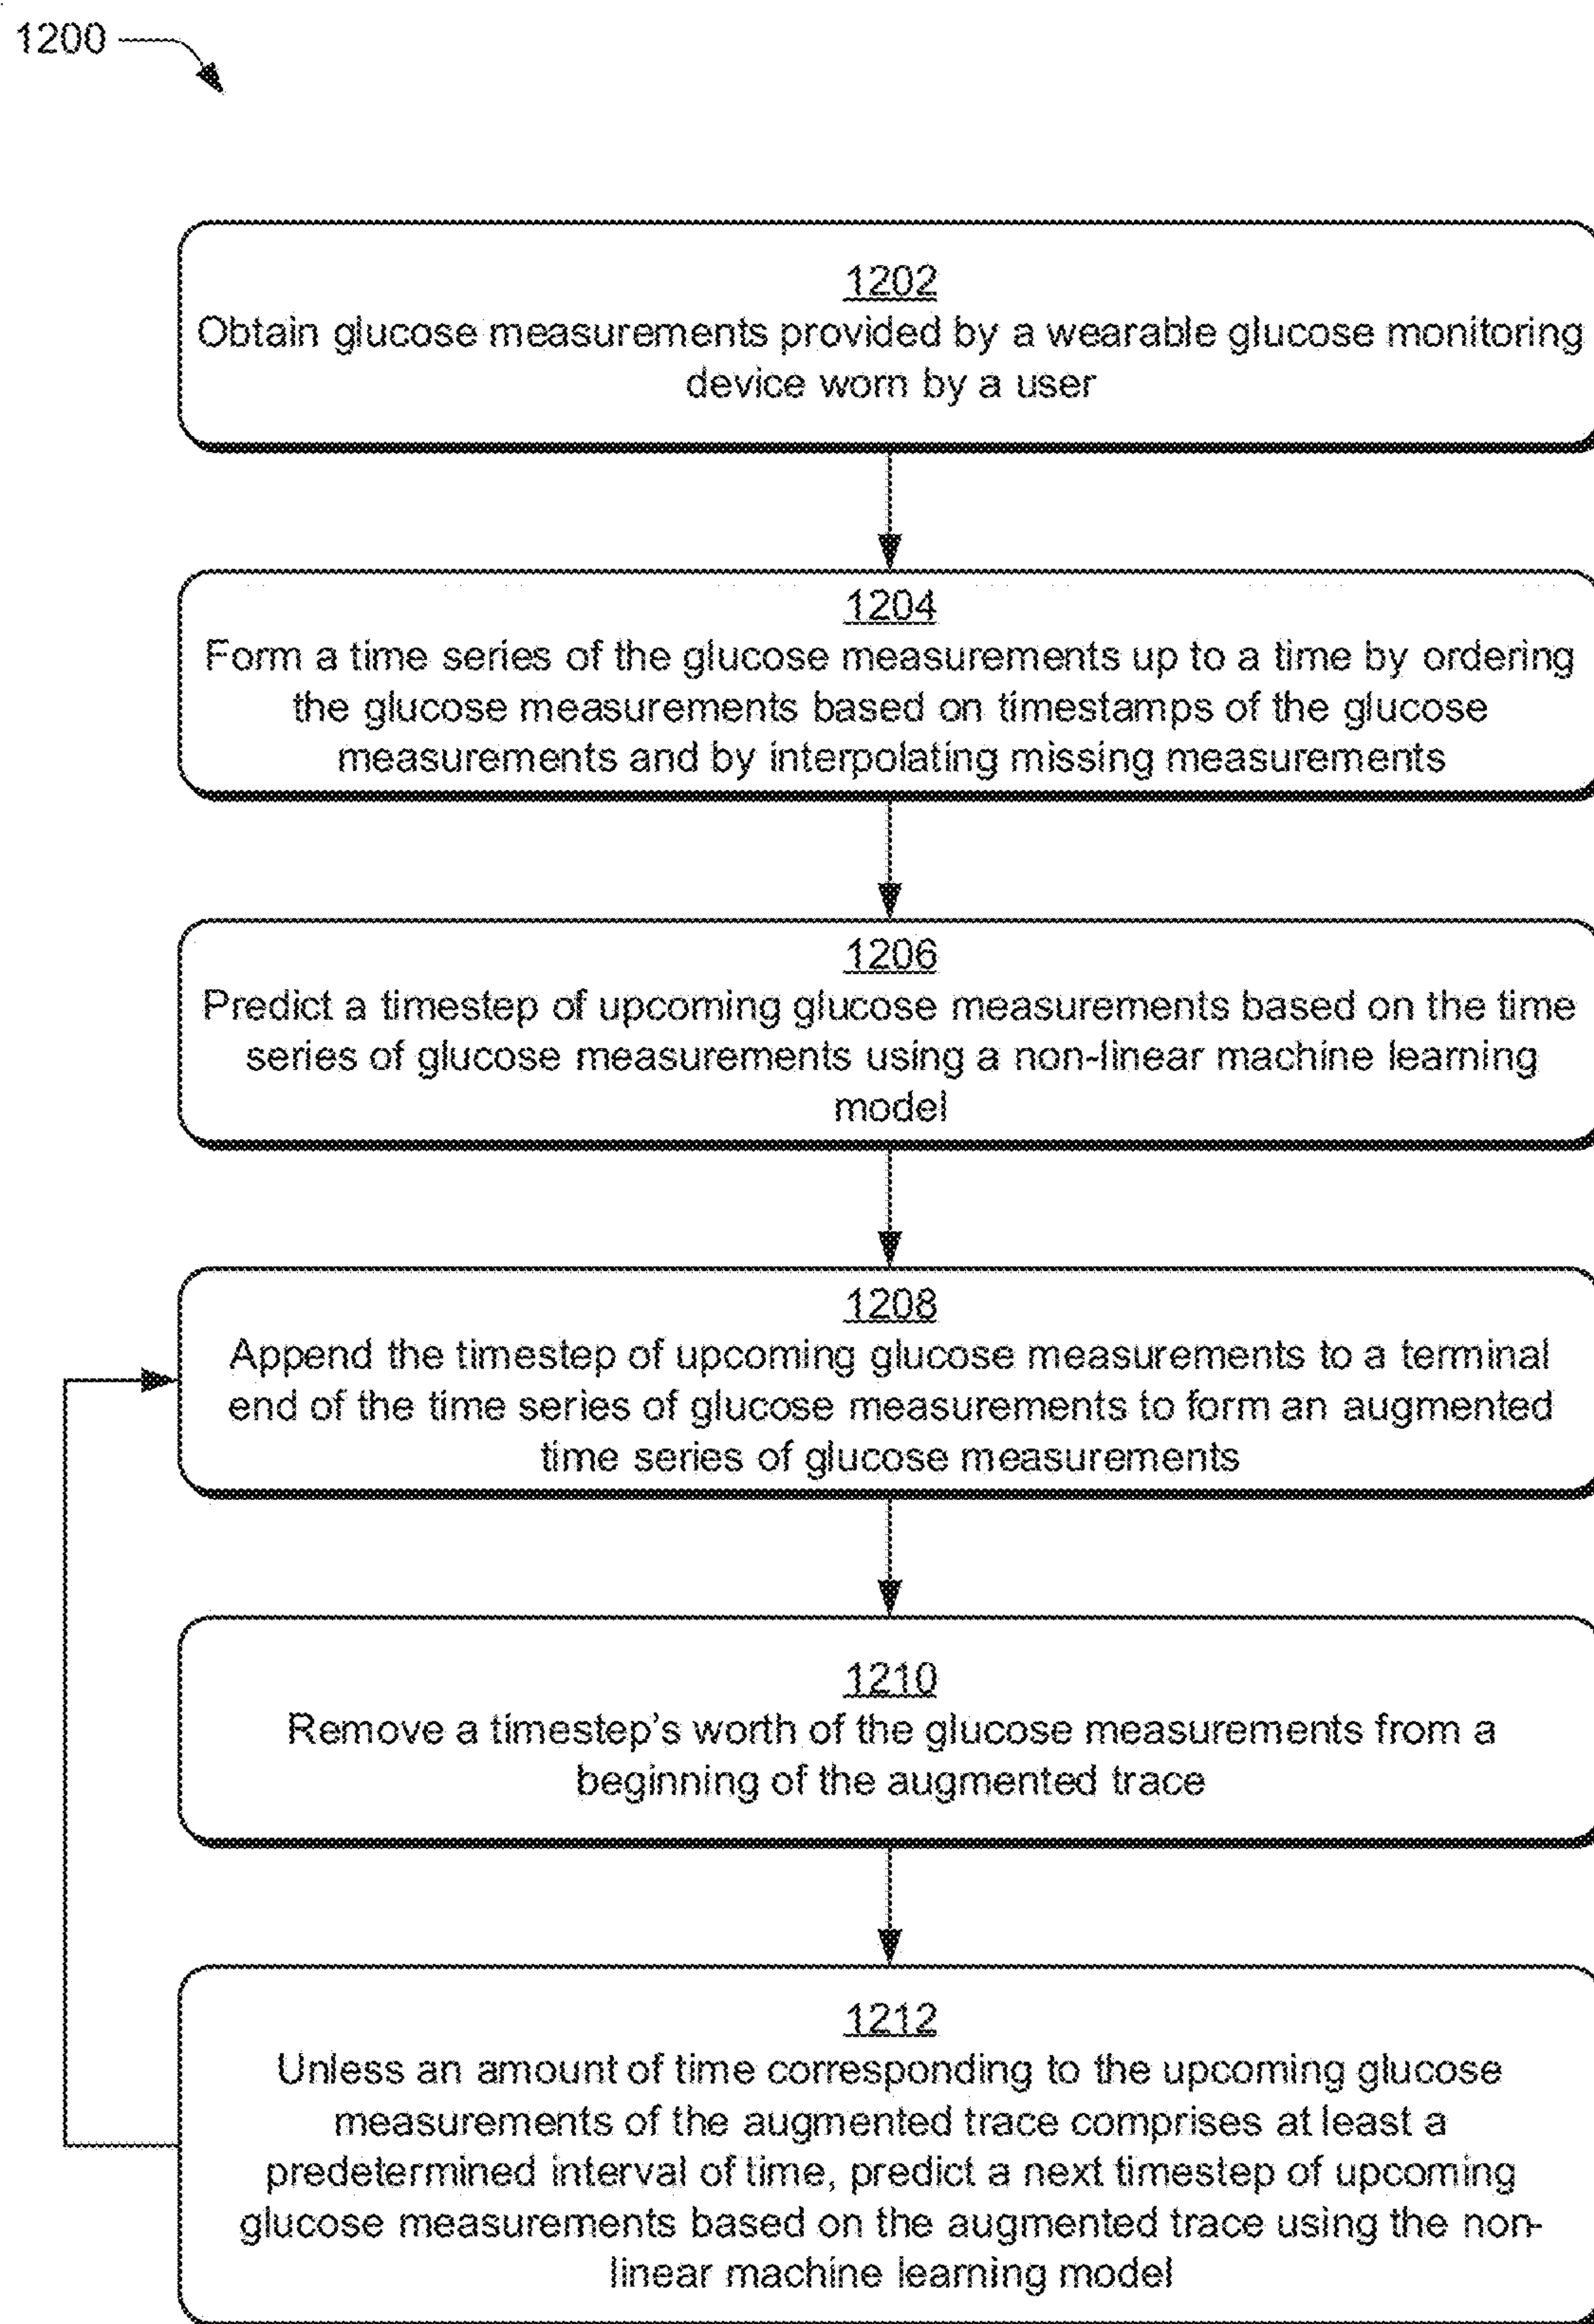 1200
1202
Obtain glucose measurements provided by a wearable glucose monitoring
device worn by a user
1204
Form a time series of the glucose measurements up to a time by ordering
the glucose measurements based on timestamps of the glucose
measurements and by interpolating missing measurements
1206
Predict a timestep of upcoming glucose measurements based on the time
series of glucose measurements using a non-linear machine learning
model
1208
Append the timestep of upcoming glucose measurements to a terminal
end of the time series of glucose measurements to form an augmented
time series of glucose measurements
1210
Remove a timestep's worth of the glucose measurements from a
beginning of the augmented trace
1212
Unless an amount of time corresponding to the upcoming glucose
measurements of the augmented trace comprises at least a
predetermined interval of time, predict a next timestep of upcoming
glucose measurements based on the augmented trace using the non-
linear machine learning model